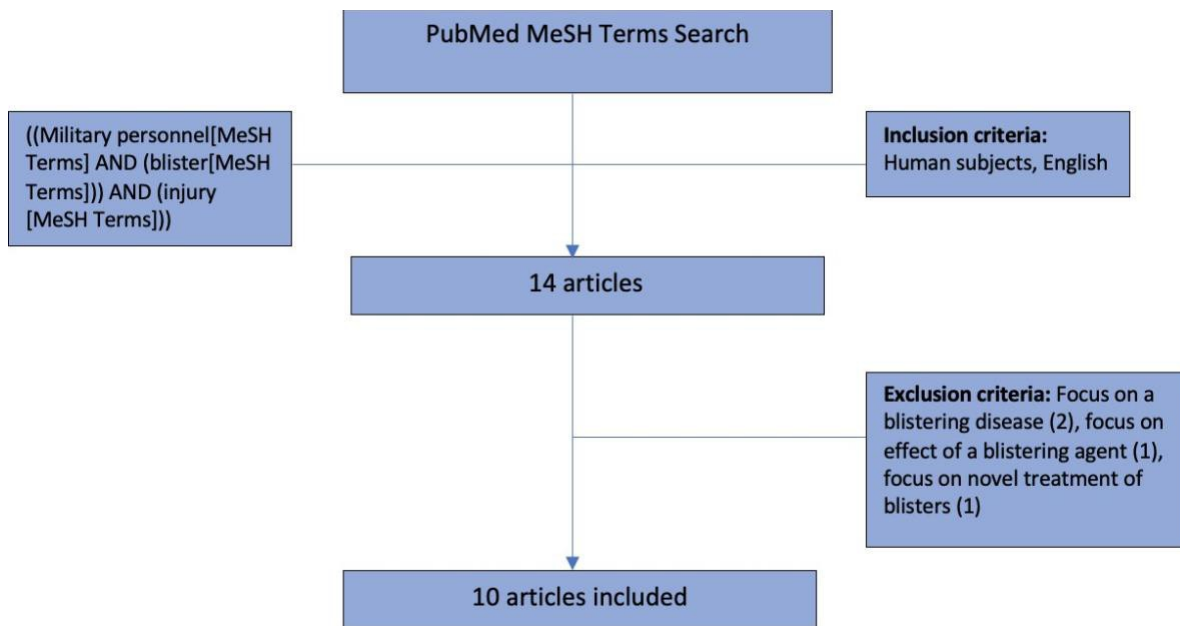 PubMed MeSH Terms Search
((Military personnel[MeSH
Terms] AND (blister[MeSH
Terms])) AND (injury
[MeSH Terms]))
Inclusion criteria:
Human subjects, English
14 articles
Exclusion criteria: Focus on a
blistering disease (2), focus on
effect of a blistering agent (1),
focus on novel treatment of
blisters (1)
10 articles included